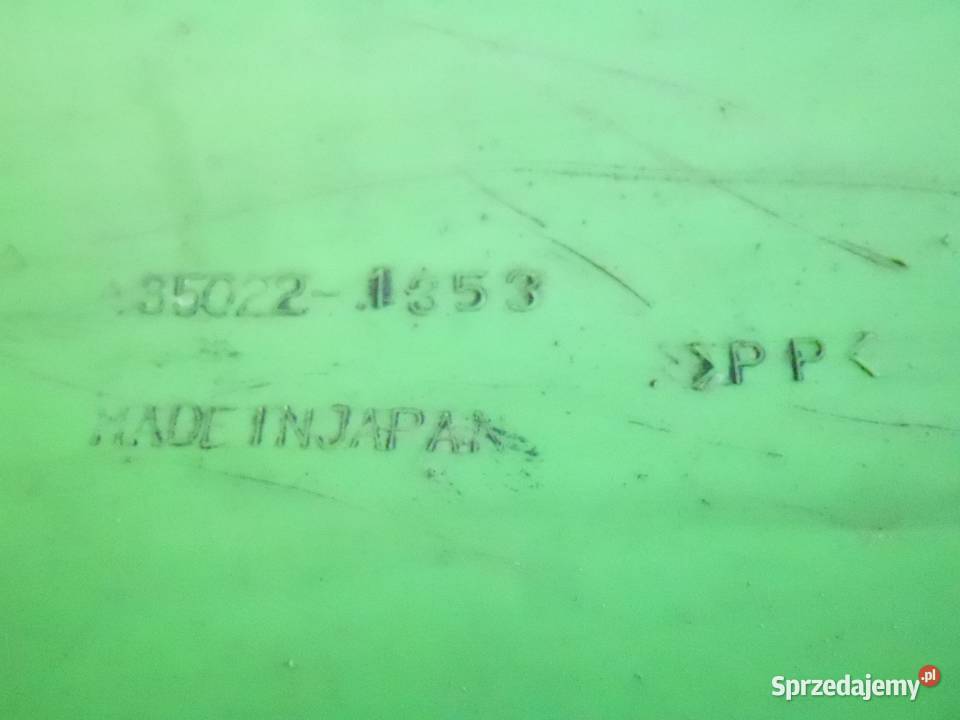 35022-1353
>PP<
MADE IN JAPAN
Sprzedajemy.pl